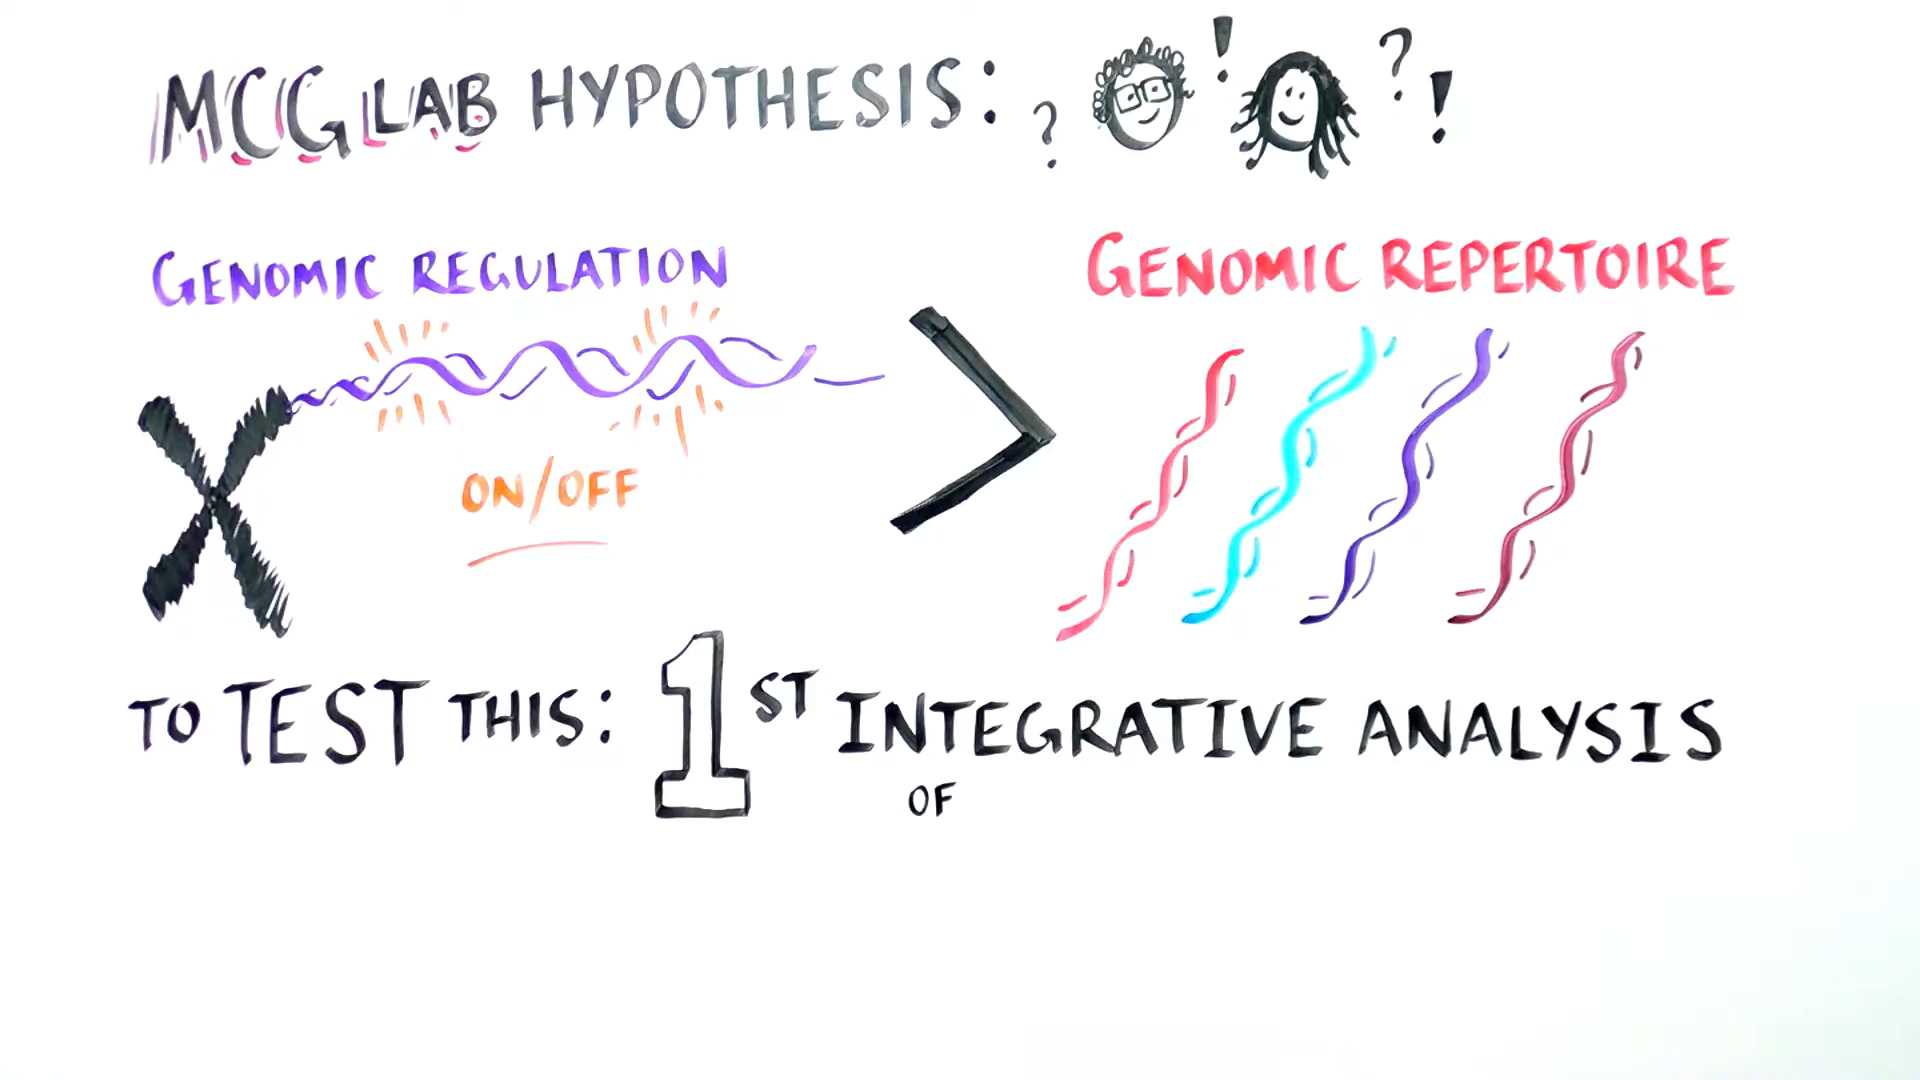 MCG LAB HYPOTHESIS: ? ! ? !
GENOMIC REGULATION
GENOMIC REPERTOIRE
>
ON/OFF
TO TEST THIS: 1ST INTEGRATIVE ANALYSIS
OF